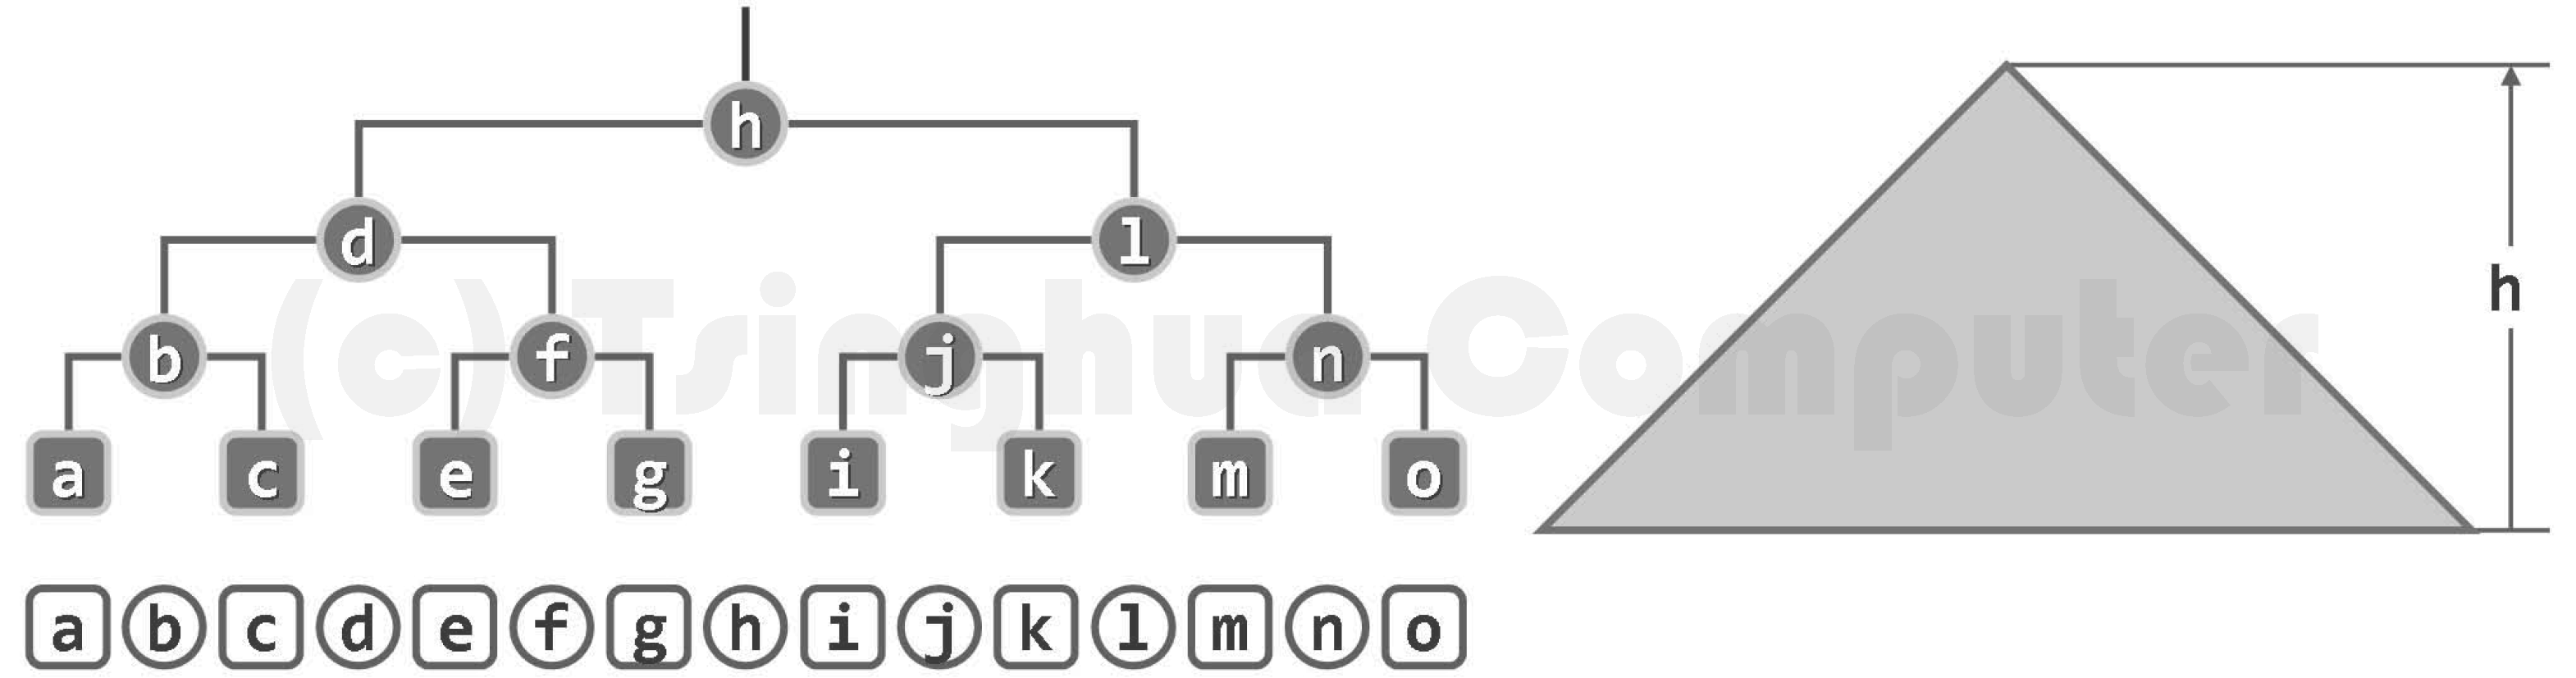 h
d l
b f j n
h
a c e g i k m o
a b c d e f g h i j k l m n o
(c) Tsinghua Computer